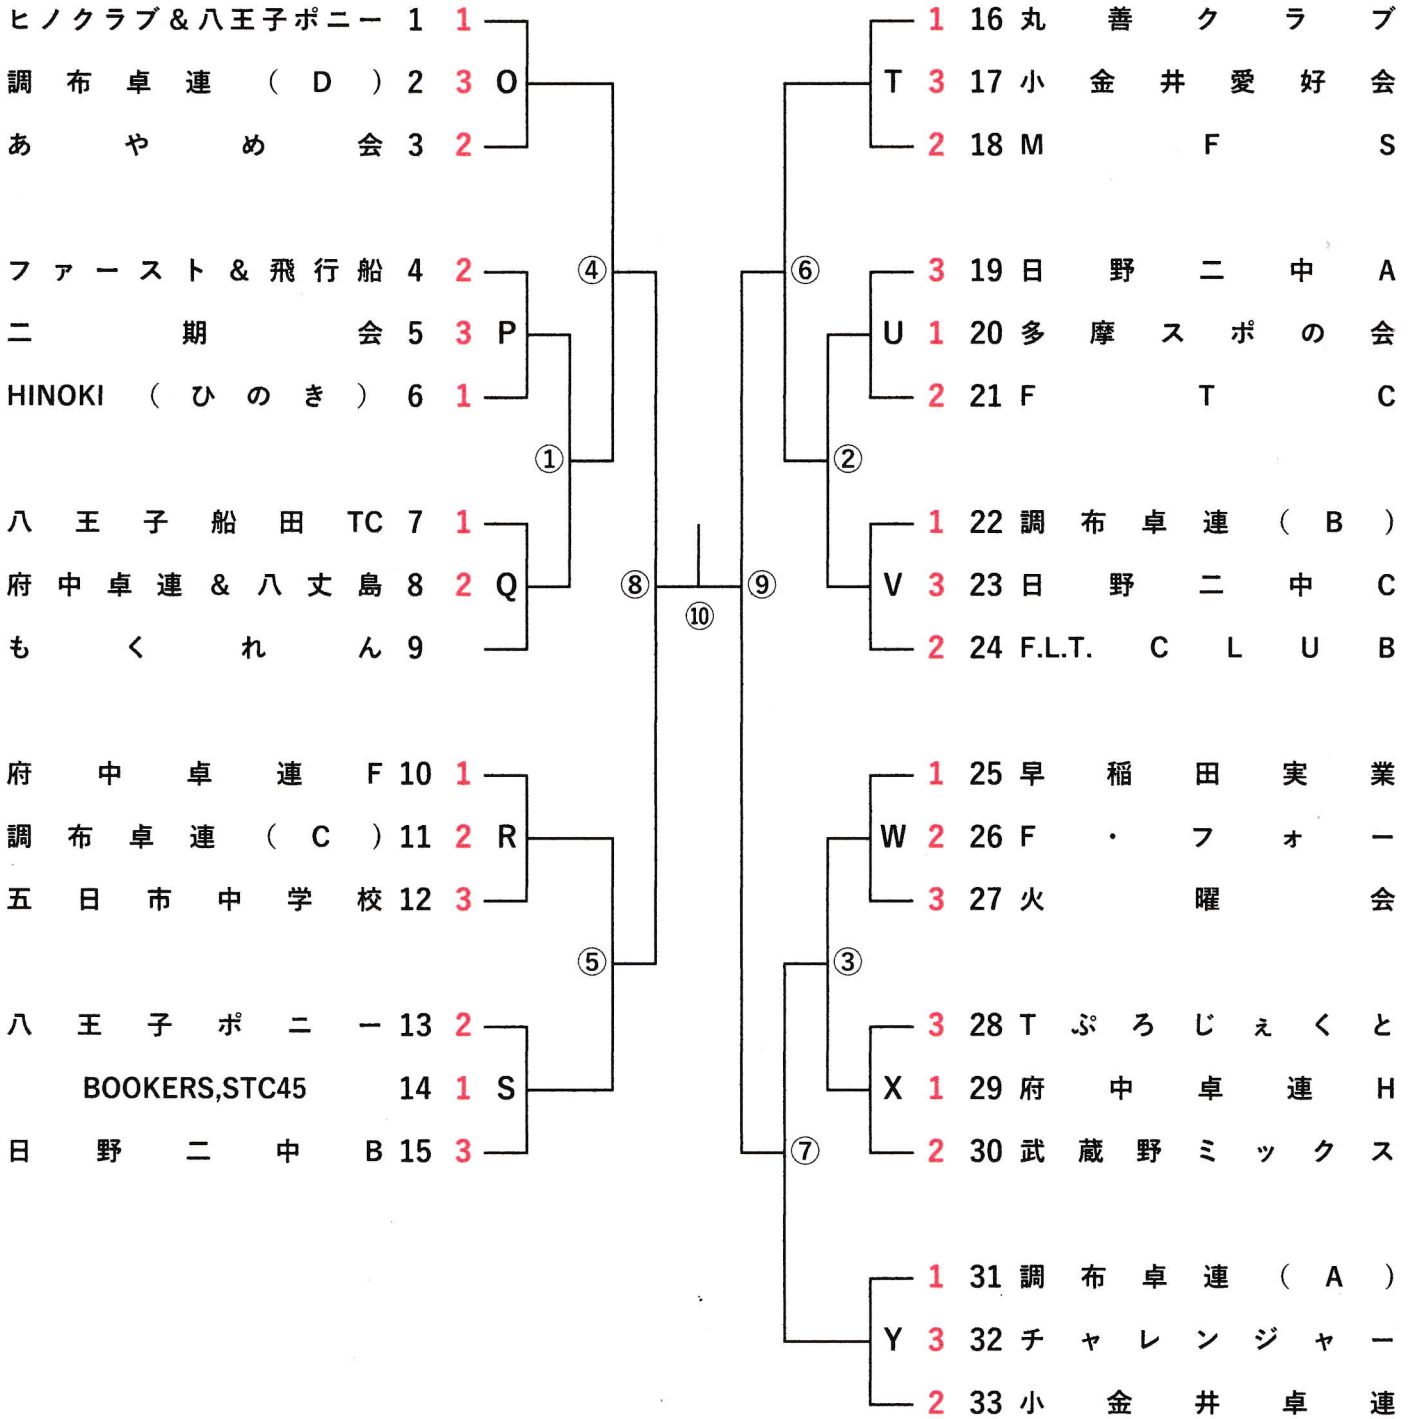 ヒノクラブ&八王子ポニー 1 1
調布卓連(D) 2 3 O
あやめ会 3 2
ファースト&飛行船 4 2
二期会 5 3 P
HINOKI(ひのき) 6 1
八王子船田TC 7 1
府中卓連&八丈島 8 2 Q
もくれん 9
府中卓連F 10 1
調布卓連(C) 11 2 R
五日市中学校 12 3
八王子ポニー 13 2
BOOKERS,STC45 14 1 S
日野二中B 15 3
④
①
⑤
⑧
⑩
⑨
⑥
②
③
⑦
1 16 丸善クラブ
T 3 17 小金井愛好会
2 18 MFS
3 19 日野二中A
U 1 20 多摩スポの会
2 21 FTC
1 22 調布卓連(B)
V 3 23 日野二中C
2 24 F.L.T. CLUB
1 25 早稲田実業
W 2 26 F・フォー
3 27 火曜会
3 28 Tぷろじぇくと
X 1 29 府中卓連H
2 30 武蔵野ミックス
1 31 調布卓連(A)
Y 3 32 チャレンジャー
2 33 小金井卓連